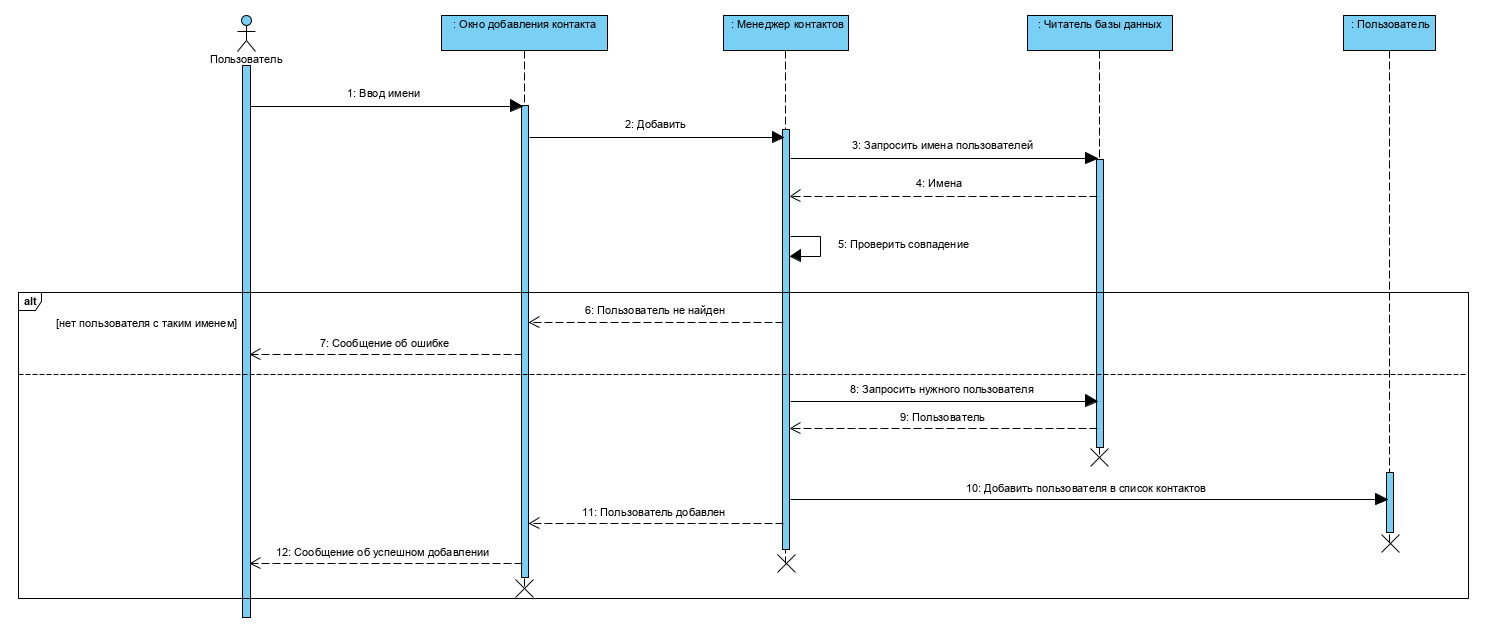 Пользователь
: Окно добавления контакта
: Менеджер контактов
: Читатель базы данных
: Пользователь
1: Ввод имени
2: Добавить
3: Запросить имена пользователей
4: Имена
5: Проверить совпадение
alt
[нет пользователя с таким именем]
6: Пользователь не найден
7: Сообщение об ошибке
8: Запросить нужного пользователя
9: Пользователь
10: Добавить пользователя в список контактов
11: Пользователь добавлен
12: Сообщение об успешном добавлении